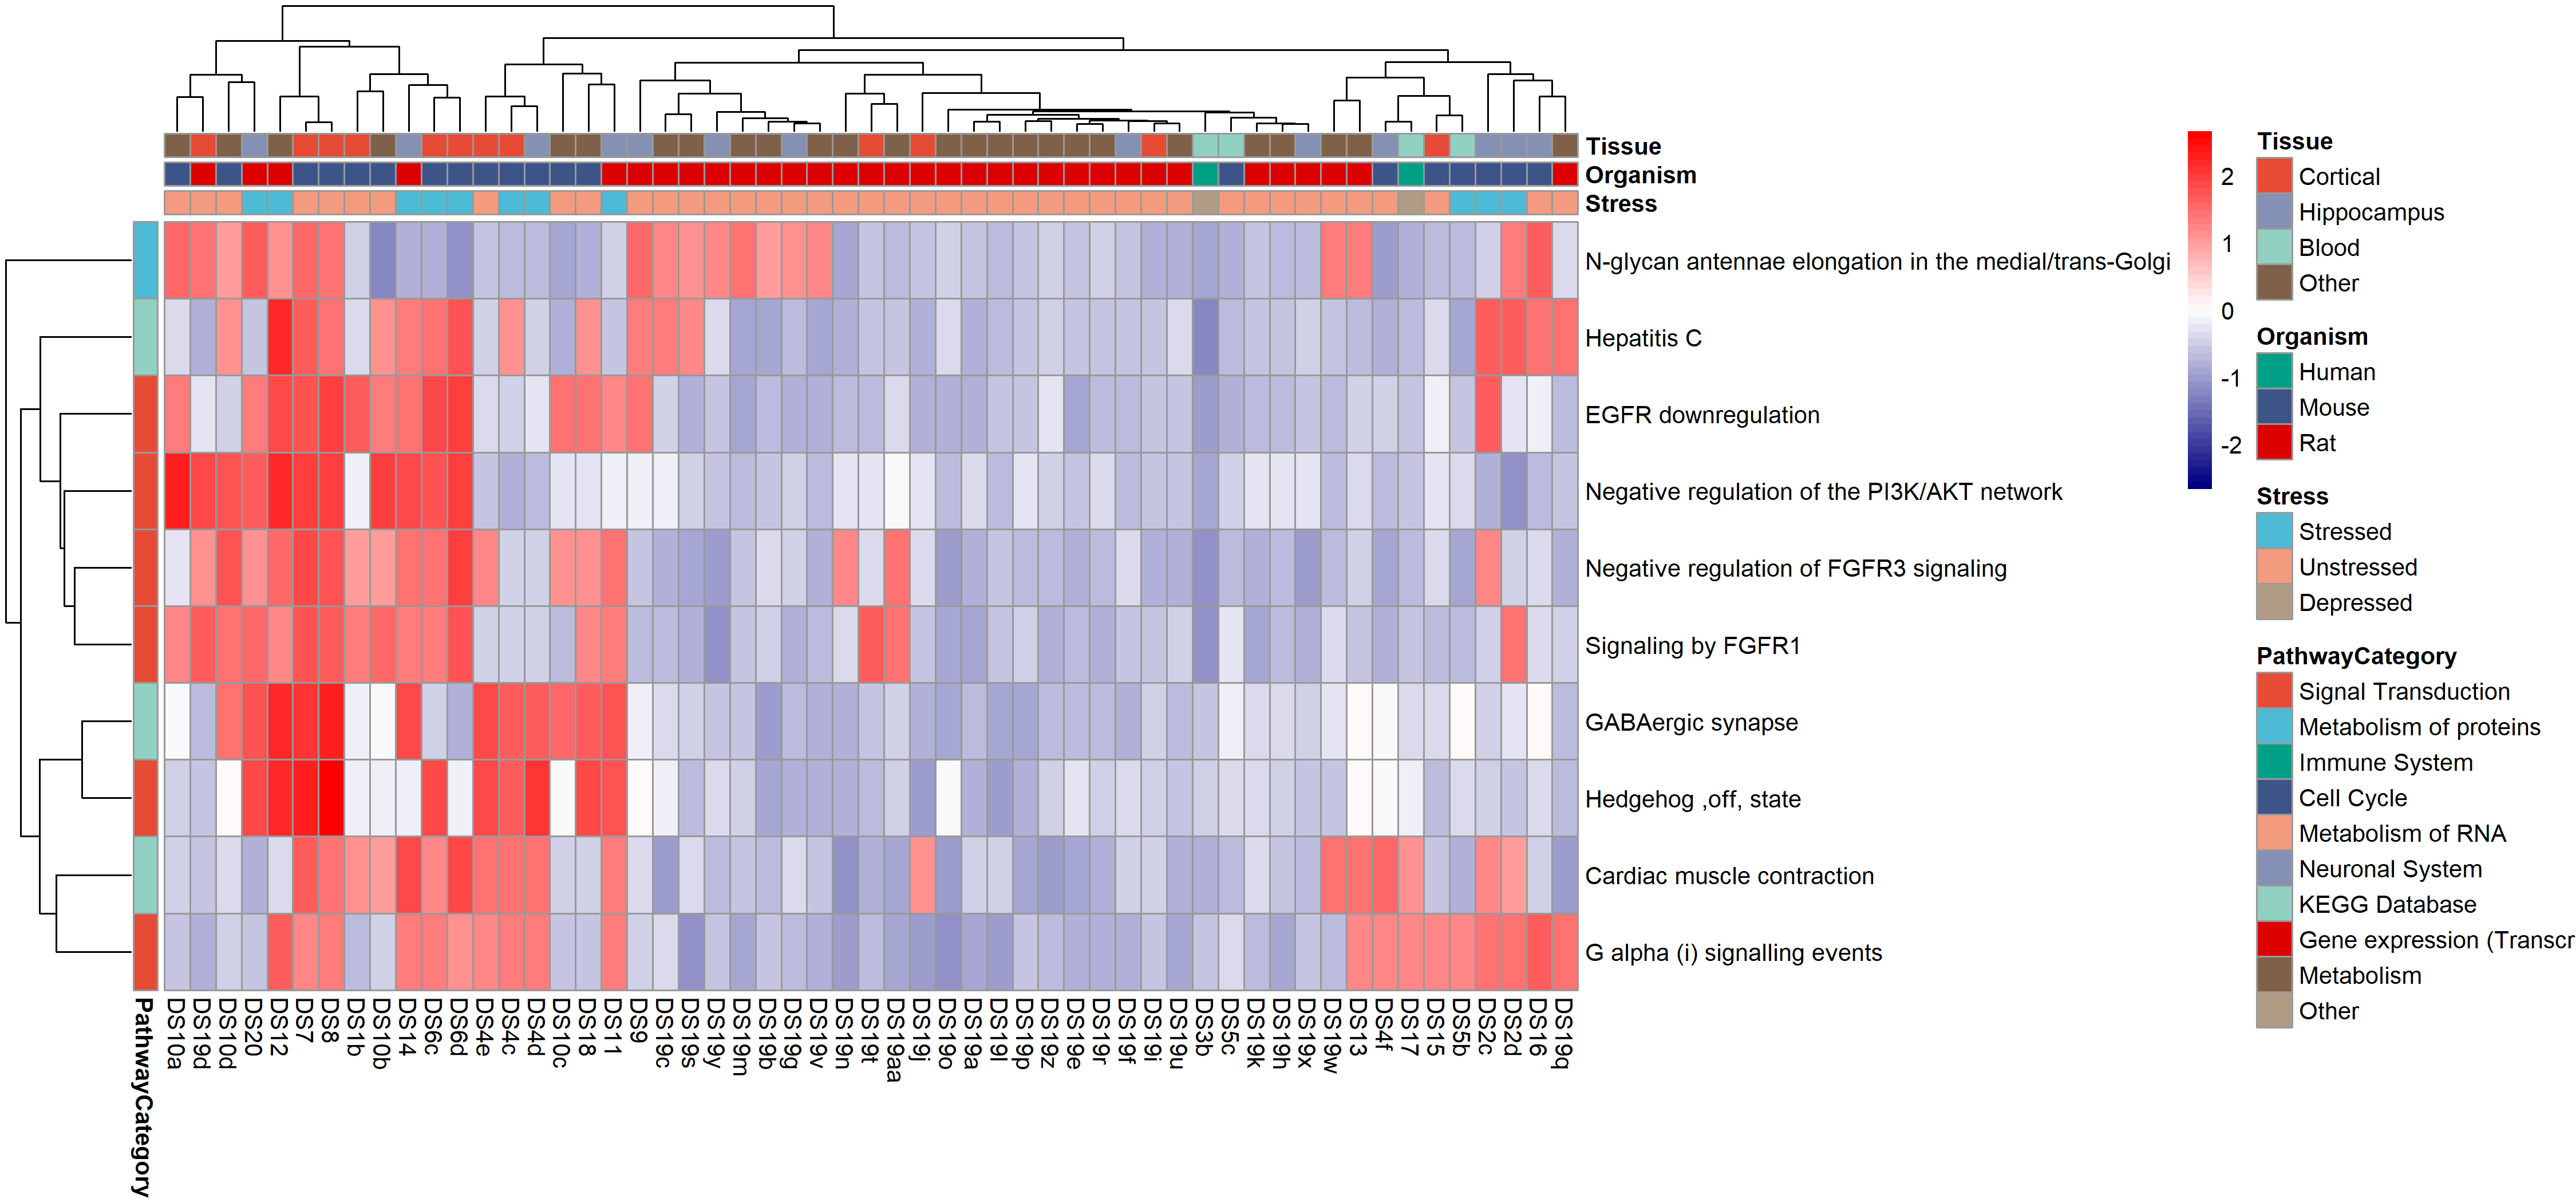 Tissue
Organism
Stress
N-glycan antennae elongation in the medial/trans-Golgi
Hepatitis C
EGFR downregulation
Negative regulation of the PI3K/AKT network
Negative regulation of FGFR3 signaling
Signaling by FGFR1
GABAergic synapse
Hedgehog ,off, state
Cardiac muscle contraction
G alpha (i) signalling events
PathwayCategory
DS10a
DS19d
DS10d
DS20
DS12
DS7
DS8
DS1b
DS10b
DS14
DS6c
DS6d
DS4e
DS4c
DS4d
DS10c
DS18
DS11
DS9
DS19c
DS19s
DS19y
DS19m
DS19b
DS19g
DS19v
DS19n
DS19t
DS19aa
DS19j
DS19o
DS19a
DS19l
DS19p
DS19z
DS19e
DS19r
DS19f
DS19i
DS19u
DS3b
DS5c
DS19k
DS19h
DS19x
DS19w
DS13
DS4f
DS17
DS15
DS5b
DS2c
DS2d
DS16
DS19q
2
1
0
-1
-2
Tissue
Cortical
Hippocampus
Blood
Other
Organism
Human
Mouse
Rat
Stress
Stressed
Unstressed
Depressed
PathwayCategory
Signal Transduction
Metabolism of proteins
Immune System
Cell Cycle
Metabolism of RNA
Neuronal System
KEGG Database
Gene expression (Transcr
Metabolism
Other